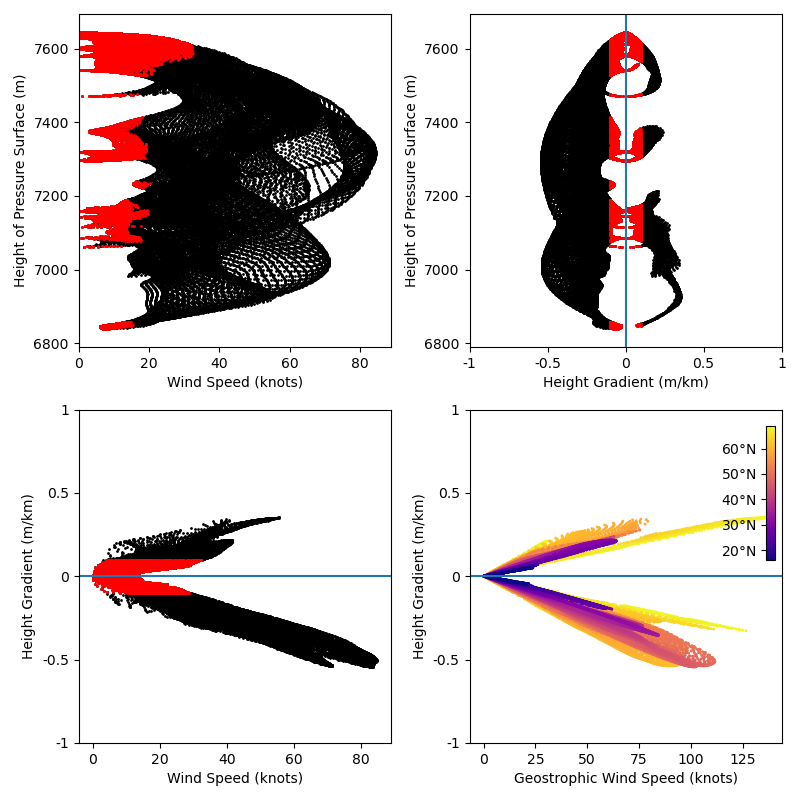 7600
7400
7200
7000
6800
Height of Pressure Surface (m)
0 20 40 60 80
Wind Speed (knots)
7600
7400
7200
7000
6800
Height of Pressure Surface (m)
-1 -0.5 0 0.5 1
Height Gradient (m/km)
1
0.5
0
-0.5
-1
Height Gradient (m/km)
0 20 40 60 80
Wind Speed (knots)
1
0.5
0
-0.5
-1
Height Gradient (m/km)
60°N
50°N
40°N
30°N
20°N
0 25 50 75 100 125
Geostrophic Wind Speed (knots)